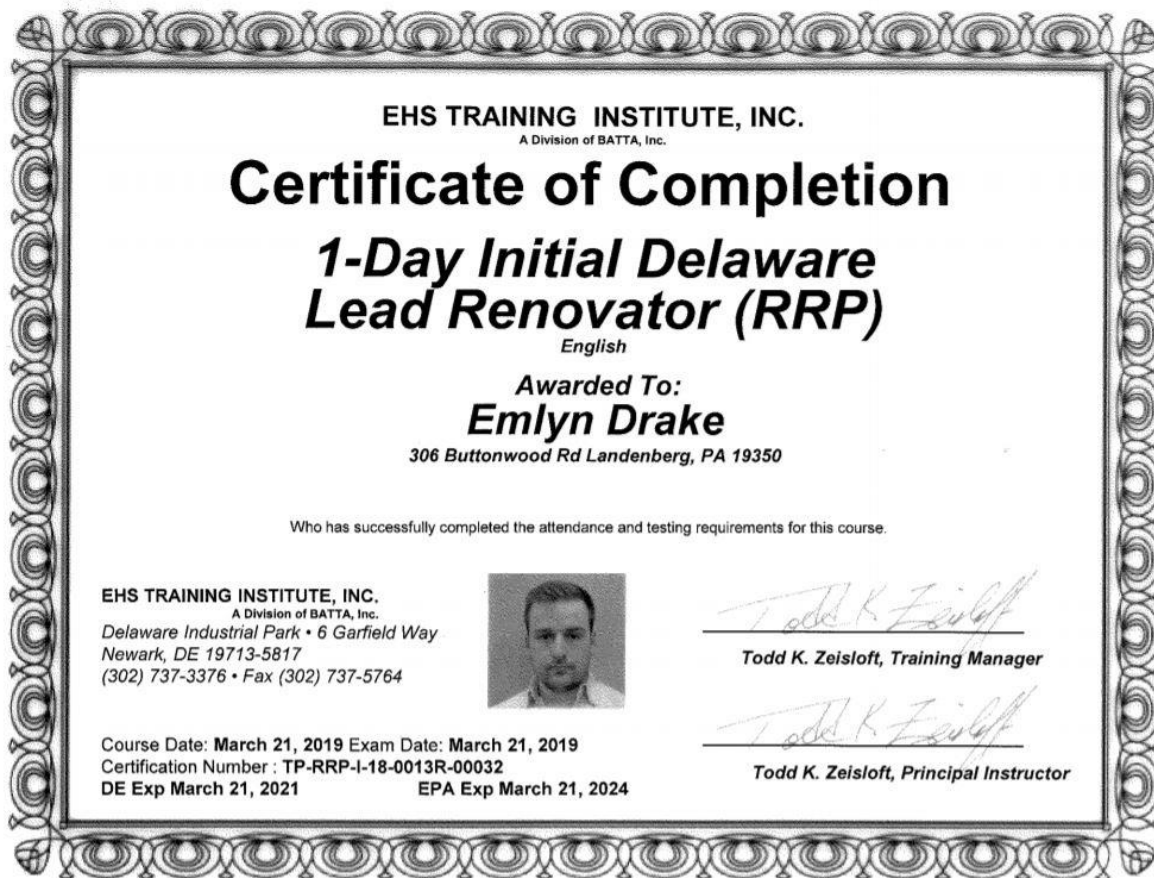 EHS TRAINING INSTITUTE, INC.
A Division of BATTA, Inc.
Certificate of Completion
1-Day Initial Delaware
Lead Renovator (RRP)
English
Awarded To:
Emlyn Drake
306 Buttonwood Rd Landenberg, PA 19350
Who has successfully completed the attendance and testing requirements for this course.
EHS TRAINING INSTITUTE, INC.
A Division of BATTA, Inc.
Delaware Industrial Park • 6 Garfield Way
Newark, DE 19713-5817
(302) 737-3376 • Fax (302) 737-5764
Todd K Zeisloff
Todd K. Zeisloft, Training Manager
Todd K Zeisloff
Todd K. Zeisloft, Principal Instructor
Course Date: March 21, 2019 Exam Date: March 21, 2019
Certification Number : TP-RRP-I-18-0013R-00032
DE Exp March 21, 2021 EPA Exp March 21, 2024